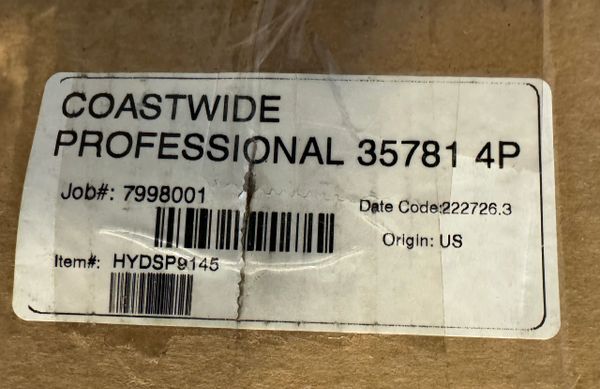 COASTWIDE
PROFESSIONAL 35781 4P
Job#: 7998001
Date Code:222726.3
Origin: US
Item#: HYDSP9145